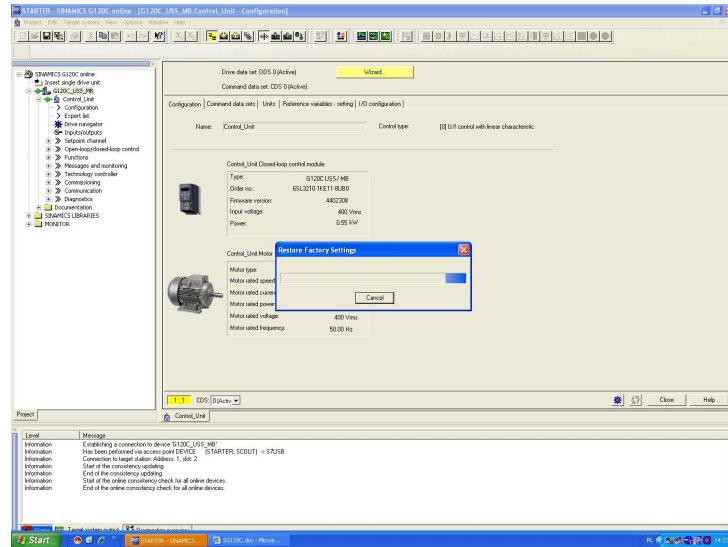 STARTER - SINAMICS G120C online - [G120C_USS_MB.Control_Unit - Configuration]
Project Edit Target system View Options Window Help
SINAMICS G120C online
Insert single drive unit
G120C_USS_MB
Control_Unit
Configuration
Expert list
Drive navigator
Inputs/outputs
Setpoint channel
Open-loop/closed-loop control
Functions
Messages and monitoring
Technology controller
Commissioning
Communication
Diagnostics
Documentation
SINAMICS LIBRARIES
MONITOR
Project
Drive data set: DDS 0 (Active)
Wizard...
Command data set: CDS 0 (Active)
Configuration Command data sets Units Reference variables - setting I/O configuration
Name: Control_Unit Control type: [0] U/f control with linear characteristic
Control_Unit Closed-loop control module
Type: G120C USS/MB
Order no.: 6SL3210-1KE11-8UB0
Firmware version: 4402308
Input voltage: 400 Vrms
Power: 0.55 kW
Control_Unit Motor
Motor type:
Motor rated speed
Motor rated curren
Motor rated power
Motor rated voltage: 400 Vrms
Motor rated frequency: 50.00 Hz
Restore Factory Settings
Cancel
1:1 CDS: 0 (Activ
Close Help
Control_Unit
Level Message
Information Establishing a connection to device 'G120C_USS_MB'
Information Has been performed via access point DEVICE (STARTER, SCOUT) -> S7USB.
Information Connection to target station: Address: 1, slot: 2
Information Start of the consistency updating
Information End of the consistency updating
Information Start of the online consistency check for all online devices.
Information End of the online consistency check for all online devices.
Alarms Target system output Diagnostics overview
Start STARTER - SINAMICS... SG120C.doc - Micros...
PL